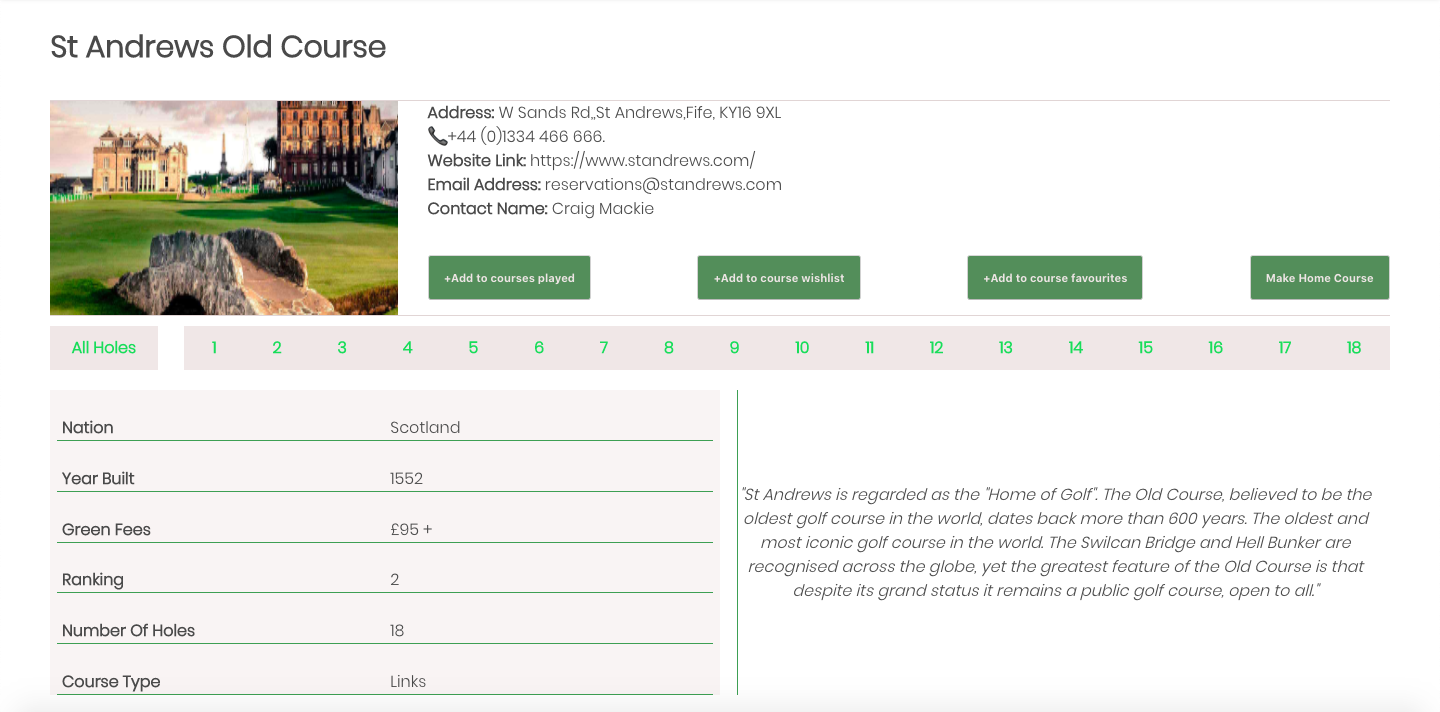 St Andrews Old Course
Address: W Sands Rd,,St Andrews,Fife, KY16 9XL
+44 (0)1334 466 666.
Website Link: https://www.standrews.com/
Email Address: reservations@standrews.com
Contact Name: Craig Mackie
+Add to courses played +Add to course wishlist +Add to course favourites Make Home Course
All Holes 1 2 3 4 5 6 7 8 9 10 11 12 13 14 15 16 17 18
Nation Scotland
Year Built 1552
Green Fees £95 +
Ranking 2
Number Of Holes 18
Course Type Links
"St Andrews is regarded as the "Home of Golf". The Old Course, believed to be the
oldest golf course in the world, dates back more than 600 years. The oldest and
most iconic golf course in the world. The Swilcan Bridge and Hell Bunker are
recognised across the globe, yet the greatest feature of the Old Course is that
despite its grand status it remains a public golf course, open to all."